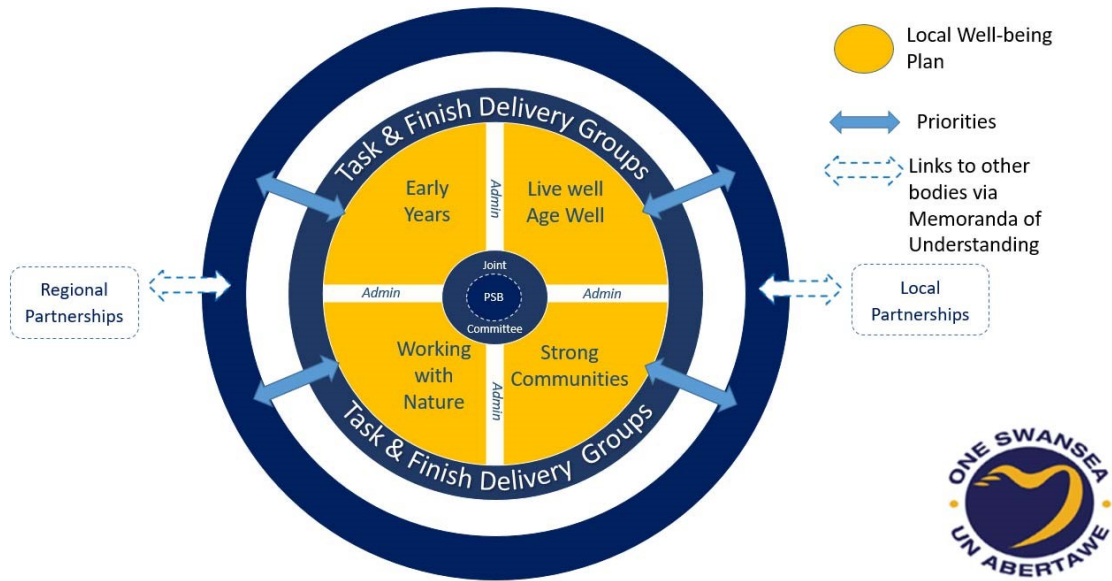 Task & Finish Delivery Groups
Early
Years
Admin
Live well
Age Well
Admin
Joint
PSB
Committee
Admin
Working
with
Nature
Admin
Strong
Communities
Task & Finish Delivery Groups
Regional
Partnerships
Local
Partnerships
Local Well-being
Plan
Priorities
Links to other
bodies via
Memoranda of
Understanding
ONE SWANSEA
UN ABERTAWE